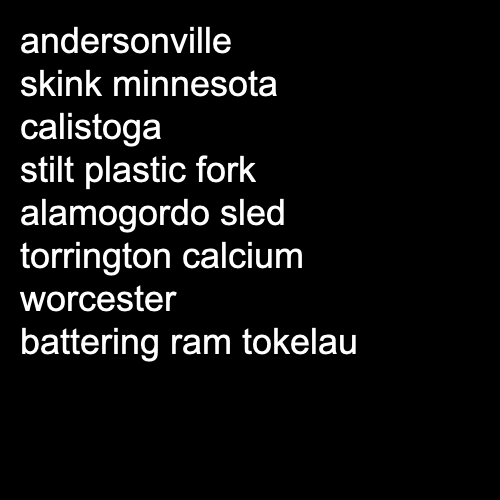 andersonville
skink minnesota
calistoga
stilt plastic fork
alamogordo sled
torrington calcium
worcester
battering ram tokelau